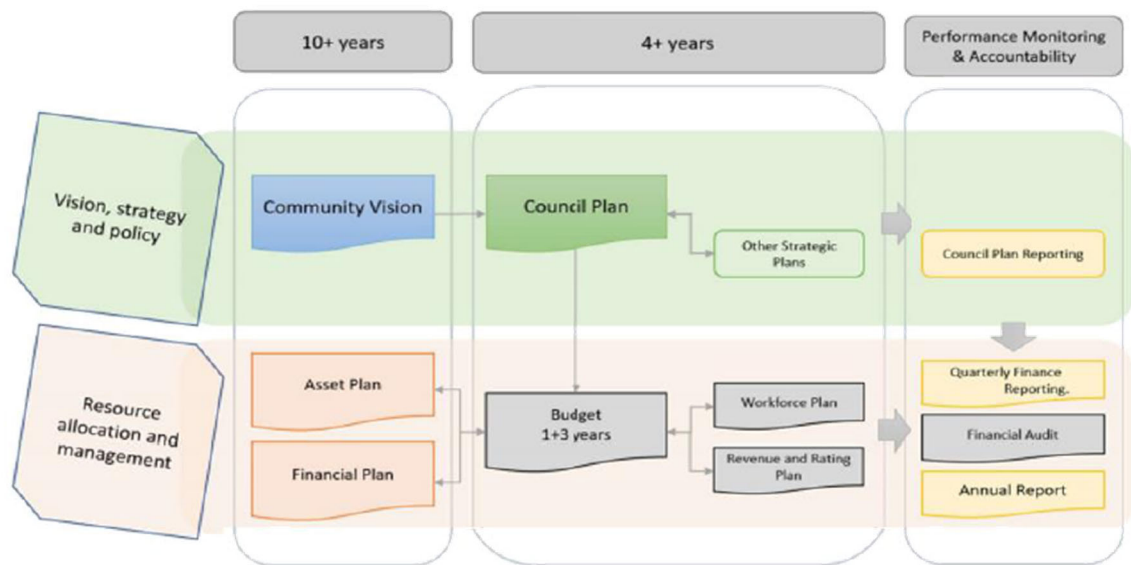 10+ years
4+ years
Performance Monitoring
& Accountability
Vision, strategy
and policy
Community Vision
Council Plan
Other Strategic
Plans
Council Plan Reporting
Resource
allocation and
management
Asset Plan
Financial Plan
Budget
1+3 years
Workforce Plan
Revenue and Rating
Plan
Quarterly Finance
Reporting.
Financial Audit
Annual Report